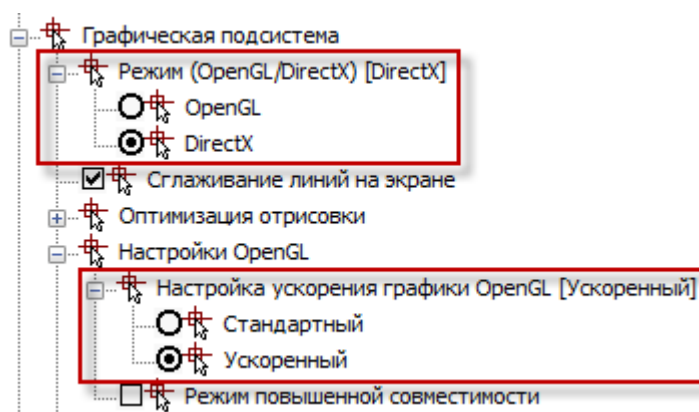 Графическая подсистема
Режим (OpenGL/DirectX) [DirectX]
OpenGL
DirectX
Сглаживание линий на экране
Оптимизация отрисовки
Настройки OpenGL
Настройка ускорения графики OpenGL [Ускоренный]
Стандартный
Ускоренный
Режим повышенной совместимости